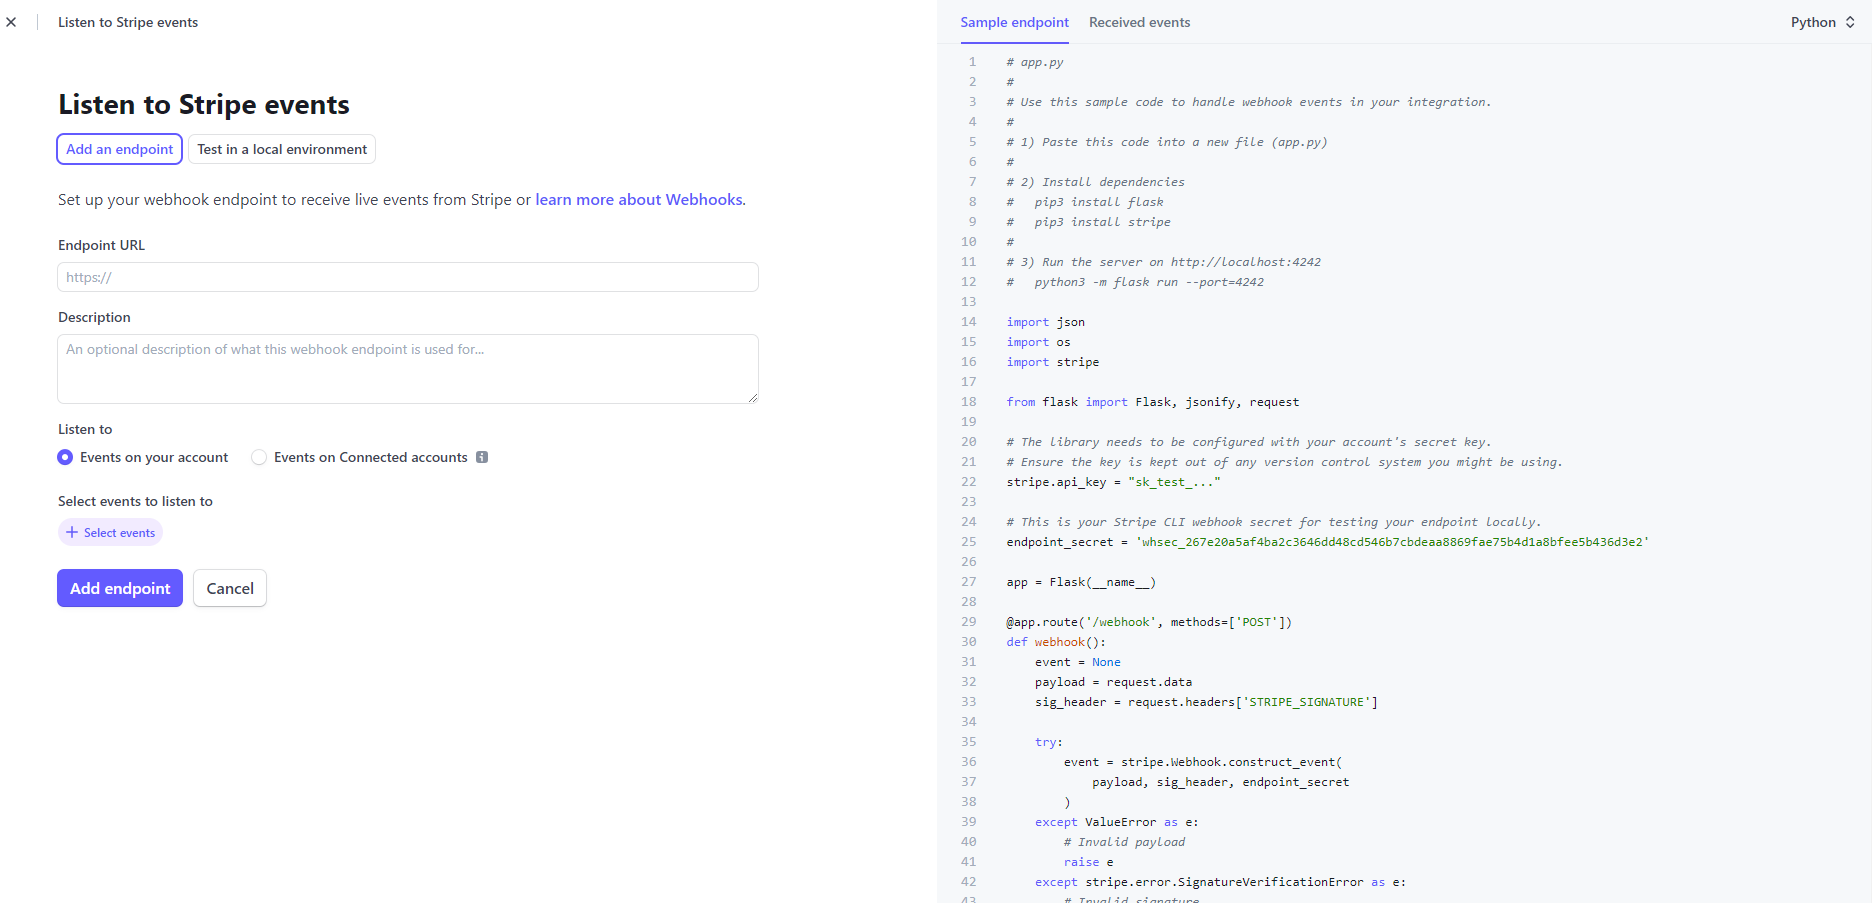 Listen to Stripe events
Listen to Stripe events
Add an endpoint
Test in a local environment
Set up your webhook endpoint to receive live events from Stripe or learn more about Webhooks.
Endpoint URL
https://
Description
An optional description of what this webhook endpoint is used for...
Listen to
Events on your account
Events on Connected accounts
Select events to listen to
+ Select events
Add endpoint
Cancel
Sample endpoint
Received events
Python
1 # app.py
2 #
3 # Use this sample code to handle webhook events in your integration.
4 #
5 # 1) Paste this code into a new file (app.py)
6 #
7 # 2) Install dependencies
8 #   pip3 install flask
9 #   pip3 install stripe
10 #
11 # 3) Run the server on http://localhost:4242
12 #   python3 -m flask run --port=4242
13
14 import json
15 import os
16 import stripe
17
18 from flask import Flask, jsonify, request
19
20 # The library needs to be configured with your account's secret key.
21 # Ensure the key is kept out of any version control system you might be using.
22 stripe.api_key = "sk_test_..."
23
24 # This is your Stripe CLI webhook secret for testing your endpoint locally.
25 endpoint_secret = 'whsec_267e20a5af4ba2c3646dd48cd546b7cbdeaa8869fae75b4d1a8bfee5b436d3e2'
26
27 app = Flask(__name__)
28
29 @app.route('/webhook', methods=['POST'])
30 def webhook():
31     event = None
32     payload = request.data
33     sig_header = request.headers['STRIPE_SIGNATURE']
34
35     try:
36         event = stripe.Webhook.construct_event(
37             payload, sig_header, endpoint_secret
38         )
39     except ValueError as e:
40         # Invalid payload
41         raise e
42     except stripe.error.SignatureVerificationError as e:
43         # Invalid signature